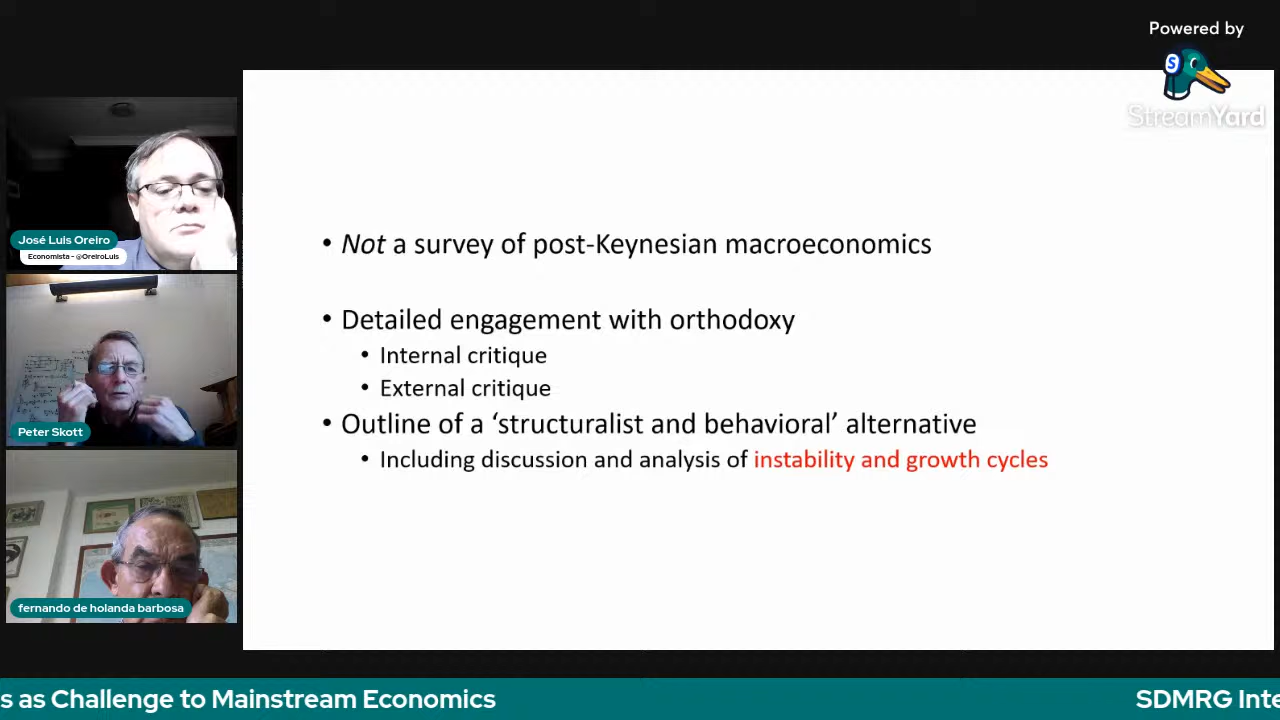 Powered by
S
StreamYard
José Luis Oreiro
Economista - @OreiroLuis
Peter Skott
fernando de holanda barbosa
• Not a survey of post-Keynesian macroeconomics
• Detailed engagement with orthodoxy
• Internal critique
• External critique
• Outline of a ‘structuralist and behavioral’ alternative
• Including discussion and analysis of instability and growth cycles
s as Challenge to Mainstream Economics
SDMRG Inte